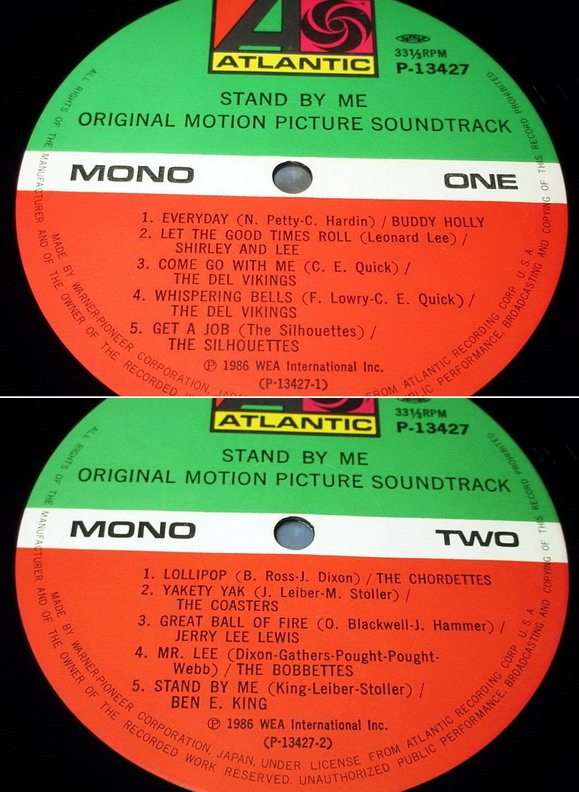 ATLANTIC
33⅓RPM
P-13427
STAND BY ME
ORIGINAL MOTION PICTURE SOUNDTRACK
MONO
ONE
1. EVERYDAY (N. Petty-C. Hardin) / BUDDY HOLLY
2. LET THE GOOD TIMES ROLL (Leonard Lee) /
SHIRLEY AND LEE
3. COME GO WITH ME (C. E. Quick) /
THE DEL VIKINGS
4. WHISPERING BELLS (F. Lowry-C. E. Quick) /
THE DEL VIKINGS
5. GET A JOB (The Silhouettes) /
THE SILHOUETTES
Ⓟ 1986 WEA International Inc.
(P-13427-1)
ALL RIGHTS OF THE MANUFACTURER AND OF THE OWNER OF THE RECORDED
MADE BY WARNER-PIONEER CORPORATION,
FROM ATLANTIC RECORDING CORP. U.S.A.
PERFORMANCE, BROADCASTING AND COPYING OF THIS RECORD PROHIBITED
ATLANTIC
33⅓RPM
P-13427
STAND BY ME
ORIGINAL MOTION PICTURE SOUNDTRACK
MONO
TWO
1. LOLLIPOP (B. Ross-J. Dixon) / THE CHORDETTES
2. YAKETY YAK (J. Leiber-M. Stoller) /
THE COASTERS
3. GREAT BALL OF FIRE (O. Blackwell-J. Hammer) /
JERRY LEE LEWIS
4. MR. LEE (Dixon-Gathers-Pought-Pought-
Webb) / THE BOBBETTES
5. STAND BY ME (King-Leiber-Stoller) /
BEN E. KING
Ⓟ 1986 WEA International Inc.
(P-13427-2)
MADE BY WARNER-PIONEER CORPORATION, JAPAN, UNDER LICENSE FROM ATLANTIC RECORDING CORP. U.S.A.
ALL RIGHTS OF THE MANUFACTURER AND OF THE OWNER OF THE RECORDED WORK RESERVED. UNAUTHORIZED PUBLIC PERFORMANCE, BROADCASTING AND COPYING OF THIS RECORD PROHIBITED